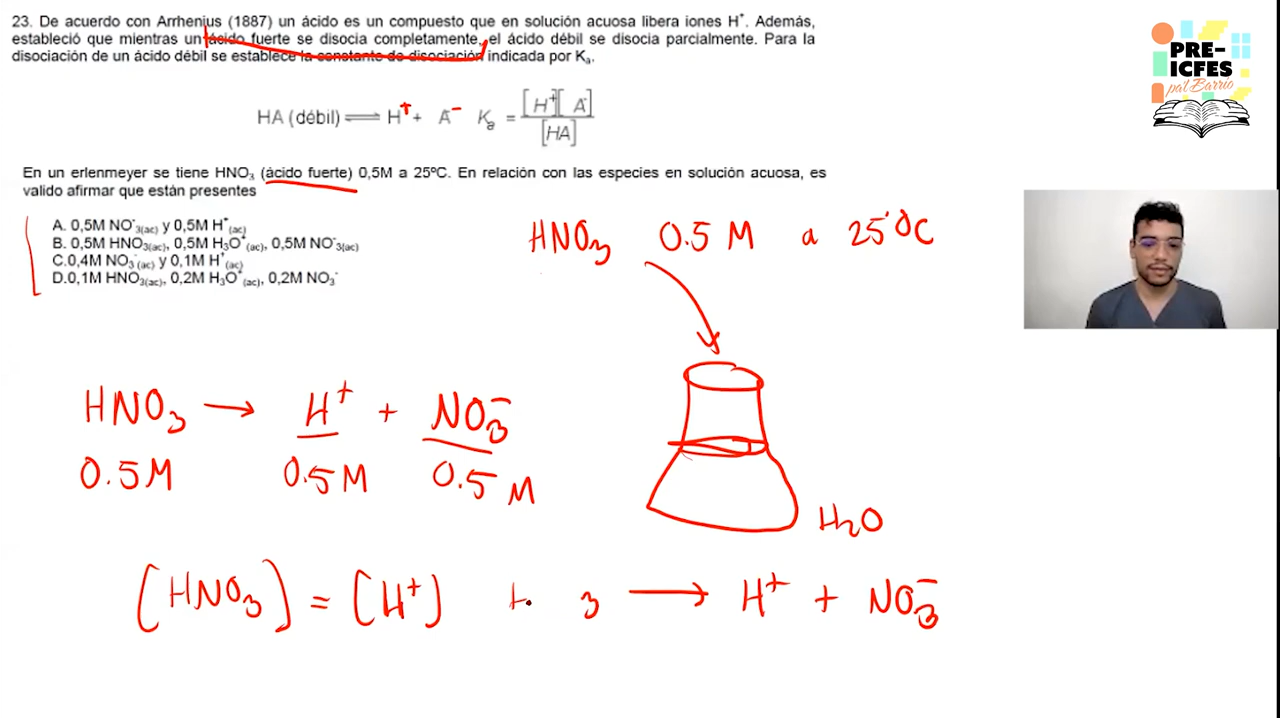 23. De acuerdo con Arrhenius (1887) un ácido es un compuesto que en solución acuosa libera iones H⁺. Además,
estableció que mientras un ácido fuerte se disocia completamente, el ácido débil se disocia parcialmente. Para la
disociación de un ácido débil se establece la constante de disociación indicada por Kₐ.
HA (débil) ⇌ H⁺ + A⁻ Kₐ = [H⁺][A⁻]
[HA]
En un erlenmeyer se tiene HNO₃ (ácido fuerte) 0,5M a 25ºC. En relación con las especies en solución acuosa, es
valido afirmar que están presentes
A. 0,5M NO⁻₃(ac) y 0,5M H⁺(ac)
B. 0,5M HNO₃(ac), 0,5M H₃O⁺(ac), 0,5M NO⁻₃(ac)
C.0,4M NO₃⁻(ac) y 0,1M H⁺(ac)
D.0,1M HNO₃(ac), 0,2M H₃O⁺(ac), 0,2M NO₃⁻
PRE-
ICFES
pal' Barrio
HNO₃ 0.5 M a 25°C
HNO₃ → H⁺ + NO₃⁻
0.5M 0.5M 0.5 M
H₂O
[HNO₃] = [H⁺]
3 → H⁺ + NO₃⁻